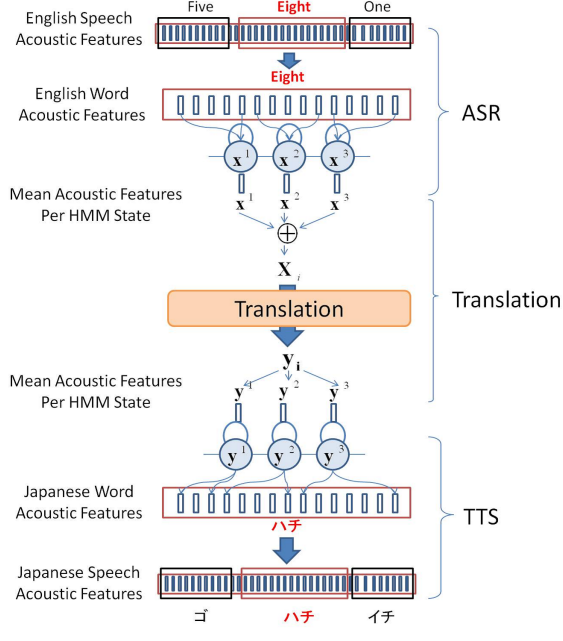 English Speech
Acoustic Features
Five Eight One
Eight
English Word
Acoustic Features
ASR
x¹ x² x³
Mean Acoustic Features
Per HMM State
x¹ x² x³
X i
Translation
Translation
y i
Mean Acoustic Features
Per HMM State
y¹ y² y³
y¹ y² y³
Japanese Word
Acoustic Features
ハチ
TTS
Japanese Speech
Acoustic Features
ゴ ハチ イチ